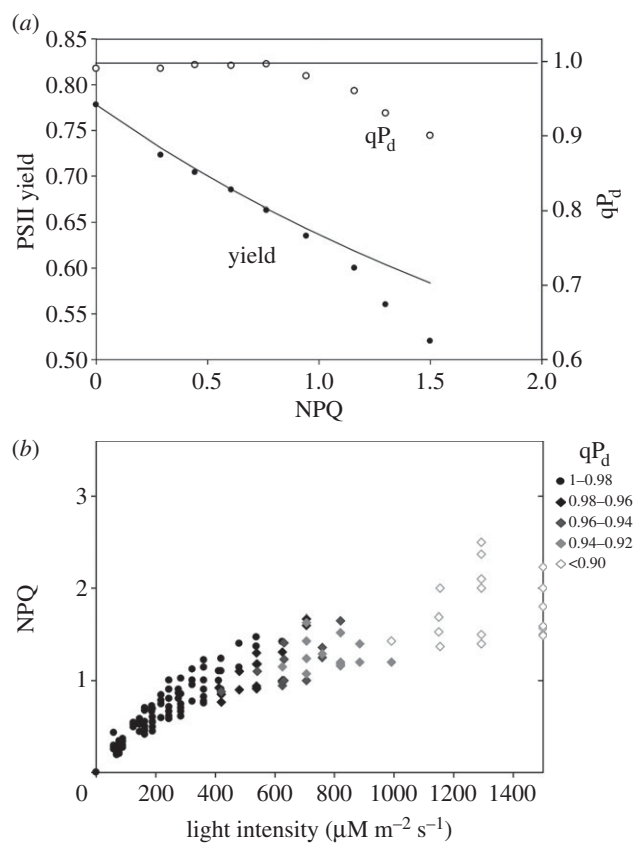 (a)
0.85
0.80
0.75
0.70
0.65
0.60
0.55
0.50
PSII yield
1.0
0.9
0.8
0.7
0.6
qPd
qPd
yield
0
0.5
1.0
1.5
2.0
NPQ
(b)
qPd
1–0.98
0.98–0.96
0.96–0.94
0.94–0.92
<0.90
3
2
1
NPQ
0 200 400 600 800 1000 1200 1400
light intensity (µM m–2 s–1)